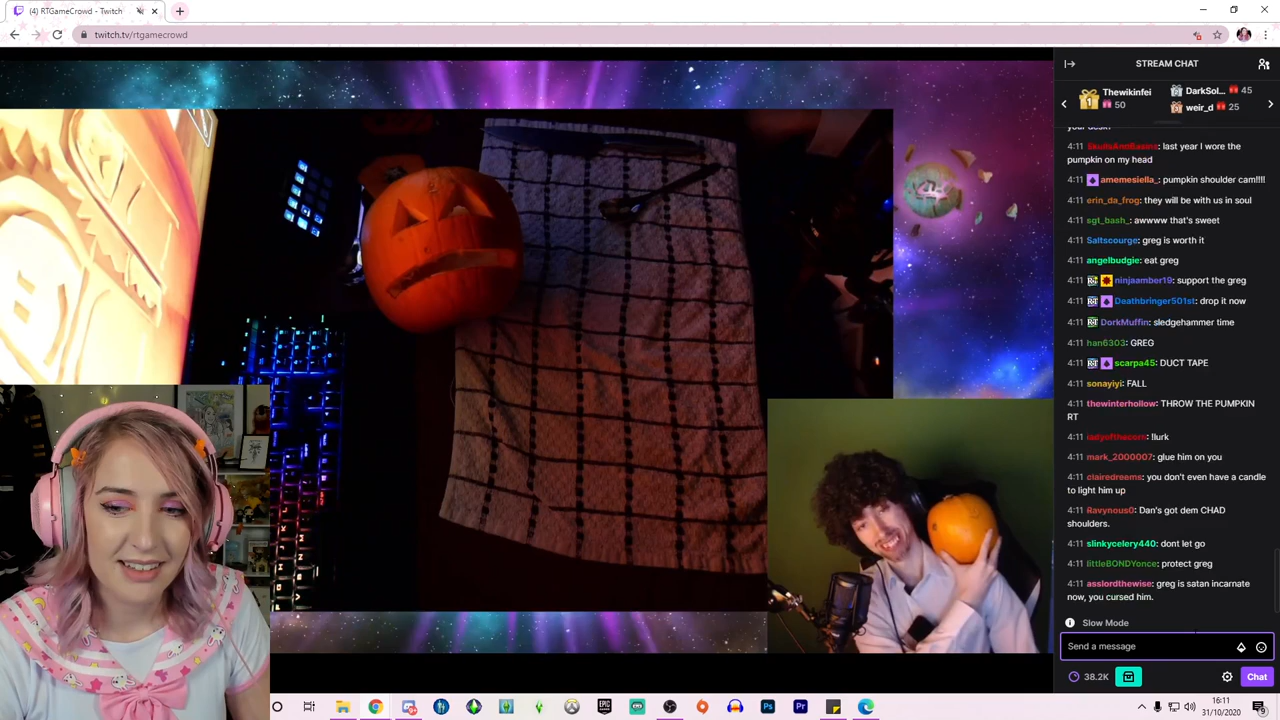 (4) RTGameCrowd - Twitch
twitch.tv/rtgamecrowd
STREAM CHAT
Thewikinfei
50
DarkSol... 45
weir_d 25
your desk?
4:11 SkullsAnnBasins: last year I wore the
pumpkin on my head
4:11 amemesiella_: pumpkin shoulder cam!!!!
4:11 erin_da_frog: they will be with us in soul
4:11 sgt_bash_: awwww that's sweet
4:11 Saltscourge: greg is worth it
4:11 angelbudgie: eat greg
4:11 ninjaamber19: support the greg
4:11 Deathbringer501st: drop it now
4:11 DorkMuffin: sledgehammer time
4:11 han6303: GREG
4:11 scarpa45: DUCT TAPE
4:11 sonayiyi: FALL
4:11 thewinterhollow: THROW THE PUMPKIN
RT
4:11 ladyofthecorn: !lurk
4:11 mark_2000007: glue him on you
4:11 clairedreems: you don't even have a candle
to light him up
4:11 Ravynous0: Dan's got dem CHAD
shoulders.
4:11 slinkycelery440: dont let go
4:11 littleBONDYonce: protect greg
4:11 asslordthewise: greg is satan incarnate
now, you cursed him.
Slow Mode
Send a message
38.2K
Chat
16:11
31/10/2020